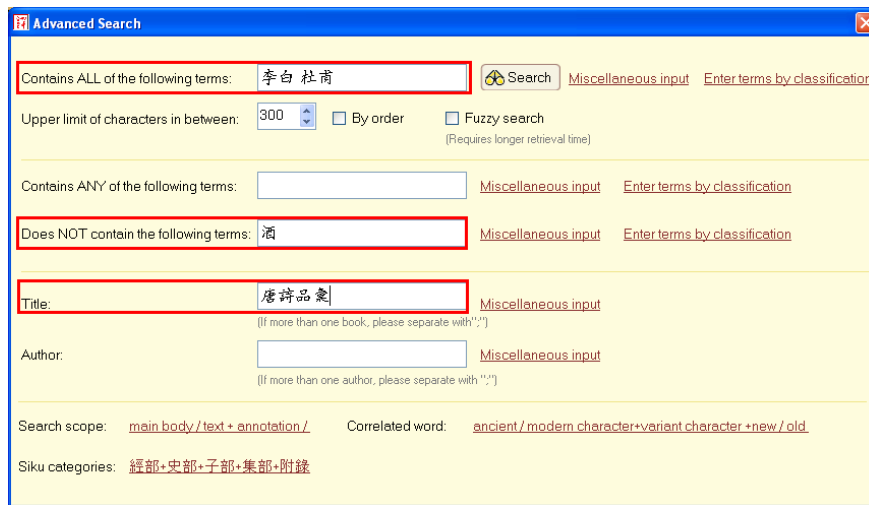 Advanced Search
Contains ALL of the following terms: 李白 杜甫 Search Miscellaneous input Enter terms by classification
Upper limit of characters in between: 300 By order Fuzzy search
(Requires longer retrieval time)
Contains ANY of the following terms: Miscellaneous input Enter terms by classification
Does NOT contain the following terms: 酒 Miscellaneous input Enter terms by classification
Title: 唐詩品彙 Miscellaneous input
(If more than one book, please separate with";")
Author: Miscellaneous input
(If more than one author, please separate with ";")
Search scope: main body / text + annotation / Correlated word: ancient / modern character+variant character +new / old
Siku categories: 經部+史部+子部+集部+附錄